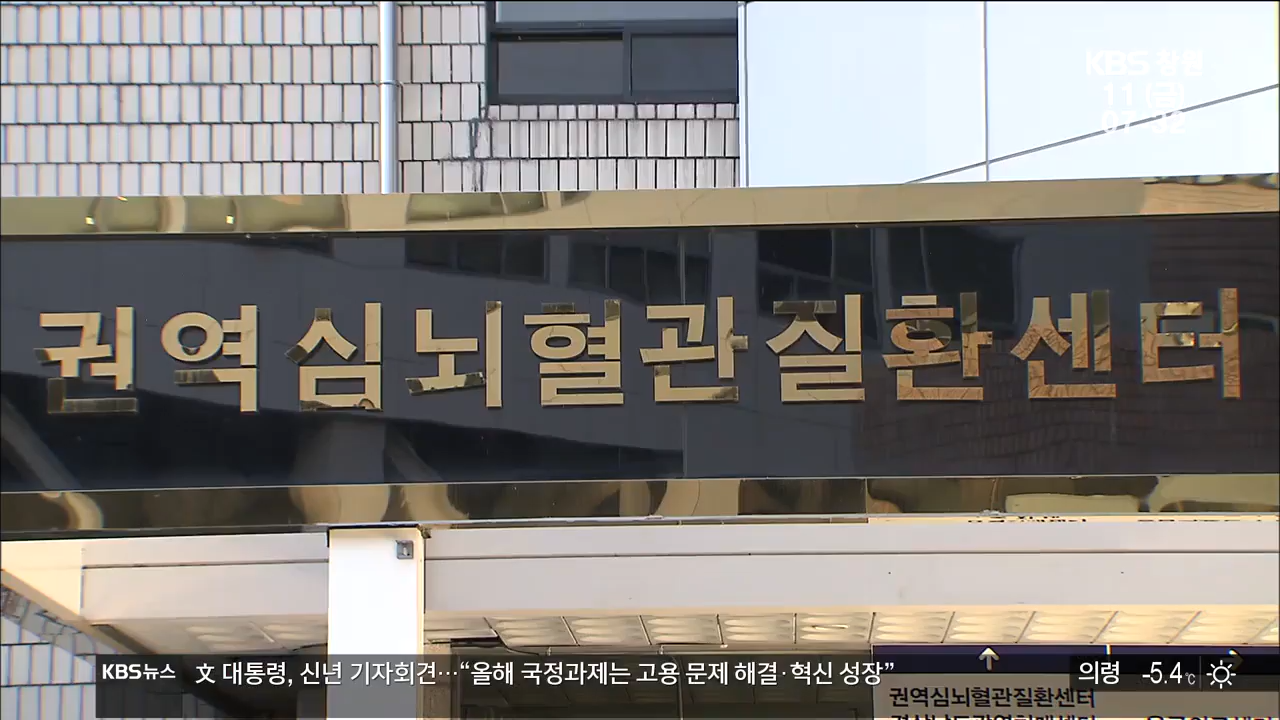 KBS 창원
11 (금)
07:32
권역심뇌혈관질환센터
KBS뉴스 文 대통령, 신년 기자회견…“올해 국정과제는 고용 문제 해결·혁신 성장” 의령 -5.4℃
권역심뇌혈관질환센터